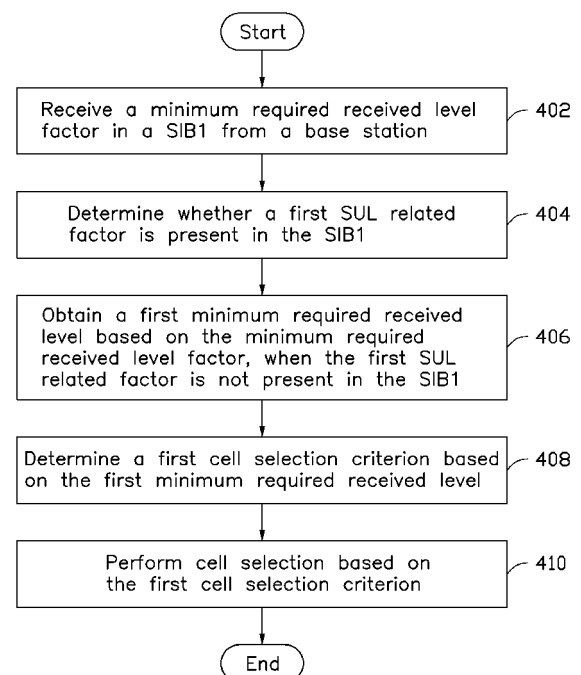 Start
Receive a minimum required received level
factor in a SIB1 from a base station
402
Determine whether a first SUL related
factor is present in the SIB1
404
Obtain a first minimum required received
level based on the minimum required
received level factor, when the first SUL
related factor is not present in the SIB1
406
Determine a first cell selection criterion based
on the first minimum required received level
408
Perform cell selection based on
the first cell selection criterion
410
End